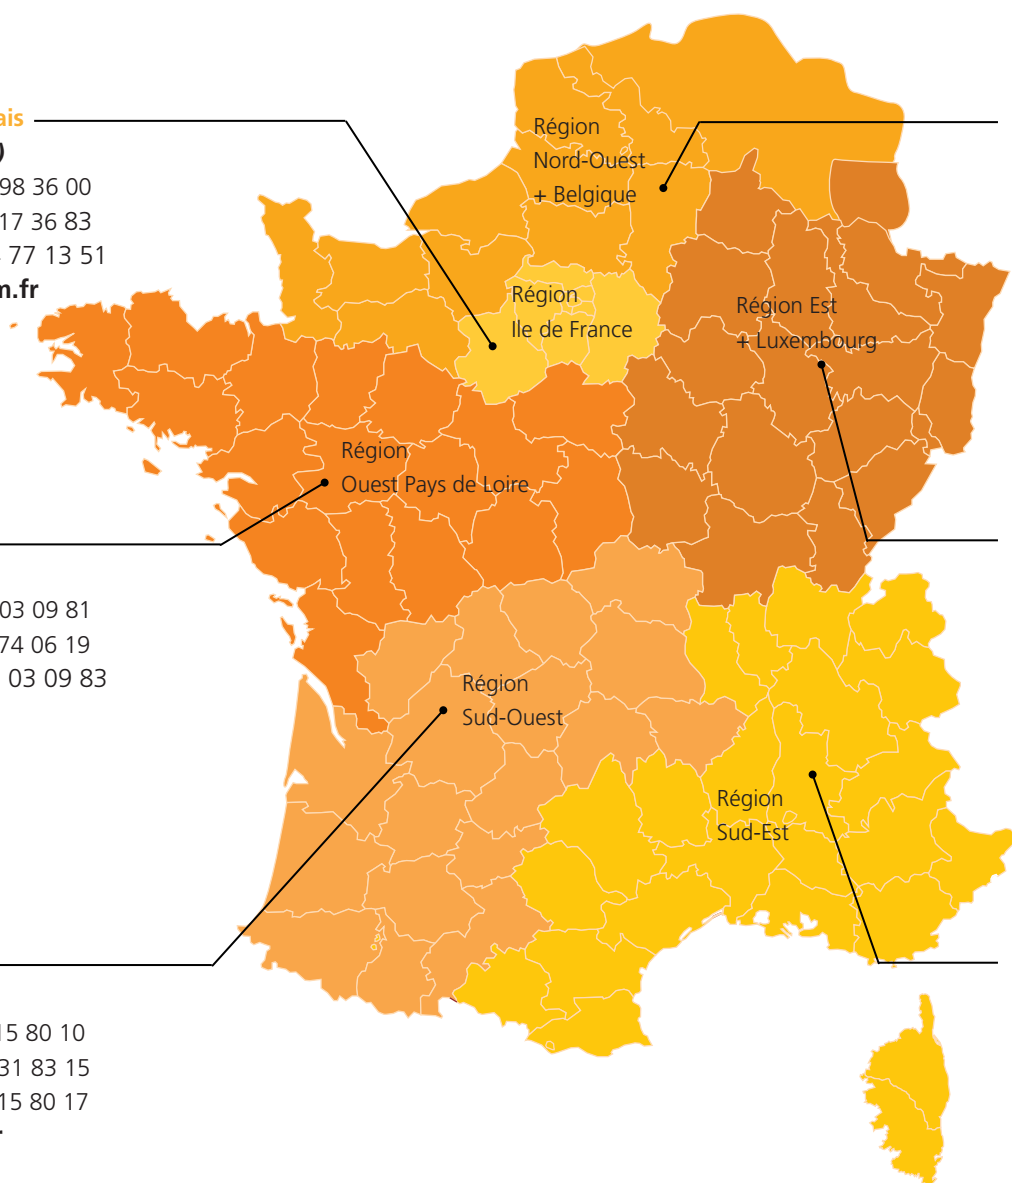 ais
)
98 36 00
17 36 83
77 13 51
m.fr
Région
Nord-Ouest
+ Belgique
Région
Ile de France
Région Est
+ Luxembourg
Région
Ouest Pays de Loire
03 09 81
74 06 19
03 09 83
Région
Sud-Ouest
Région
Sud-Est
15 80 10
31 83 15
15 80 17